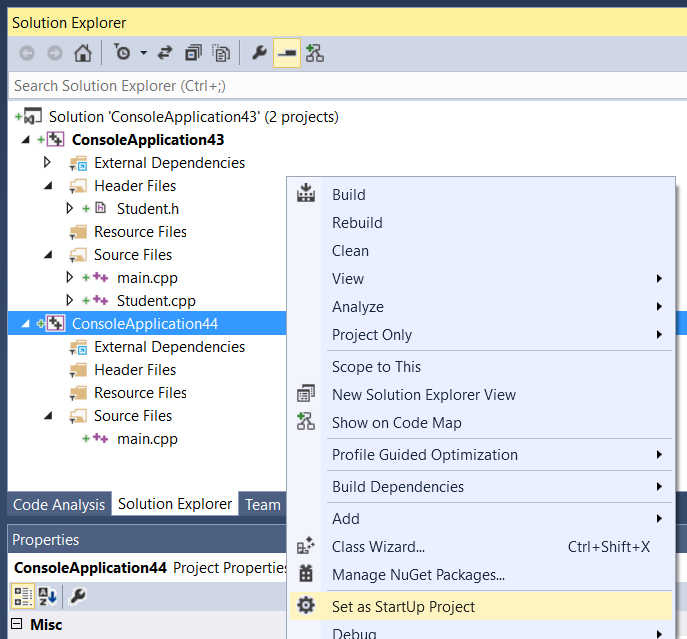 Solution Explorer
Search Solution Explorer (Ctrl+;)
Solution 'ConsoleApplication43' (2 projects)
ConsoleApplication43
External Dependencies
Header Files
Student.h
Resource Files
Source Files
main.cpp
Student.cpp
ConsoleApplication44
External Dependencies
Header Files
Resource Files
Source Files
main.cpp
Code Analysis Solution Explorer Team
Properties
ConsoleApplication44 Project Properties
Misc
Build
Rebuild
Clean
View
Analyze
Project Only
Scope to This
New Solution Explorer View
Show on Code Map
Profile Guided Optimization
Build Dependencies
Add
Class Wizard... Ctrl+Shift+X
Manage NuGet Packages...
Set as StartUp Project
Debug